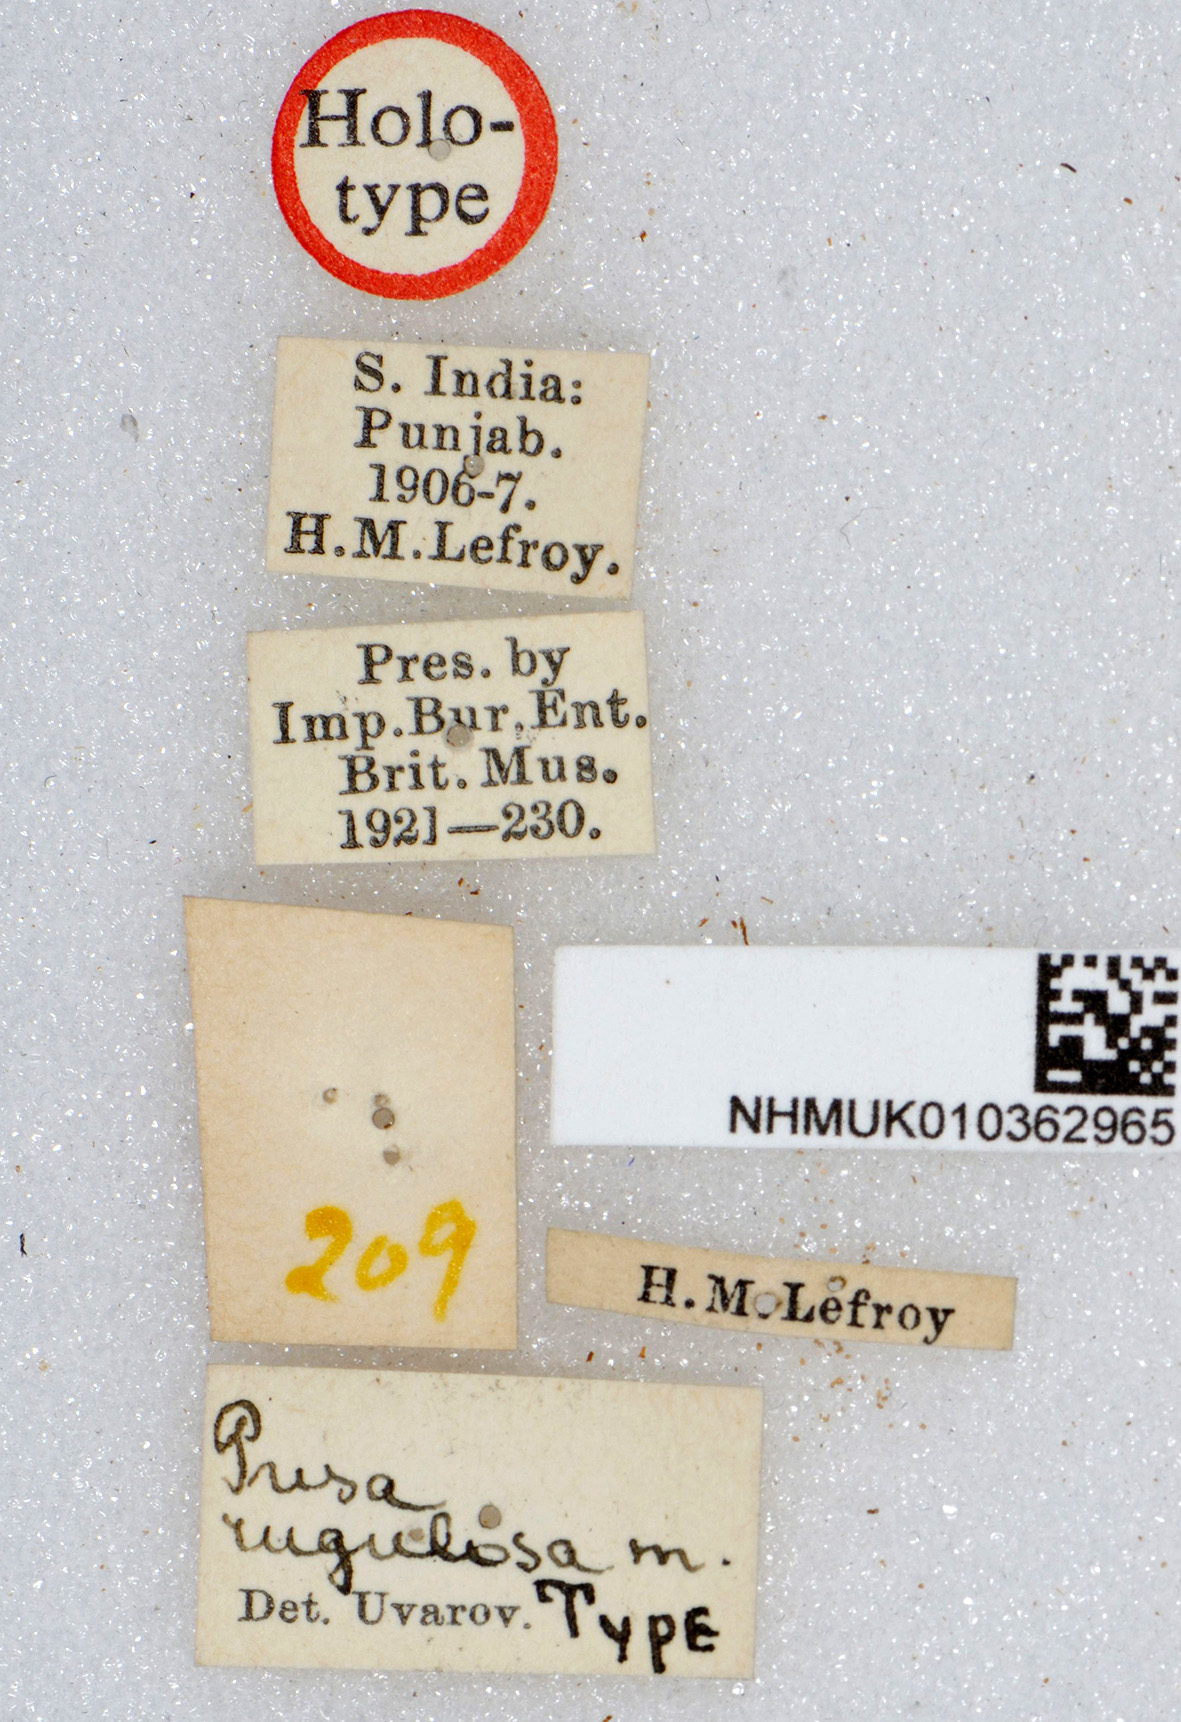 Holo-
type
S. India:
Punjab.
1906-7.
H.M.Lefroy.
Pres. by
Imp.Bur.Ent.
Brit. Mus.
1921—230.
NHMUK010362965
209
H.M.Lefroy
Pusa
rugulosa m.
Det. Uvarov. TYPE